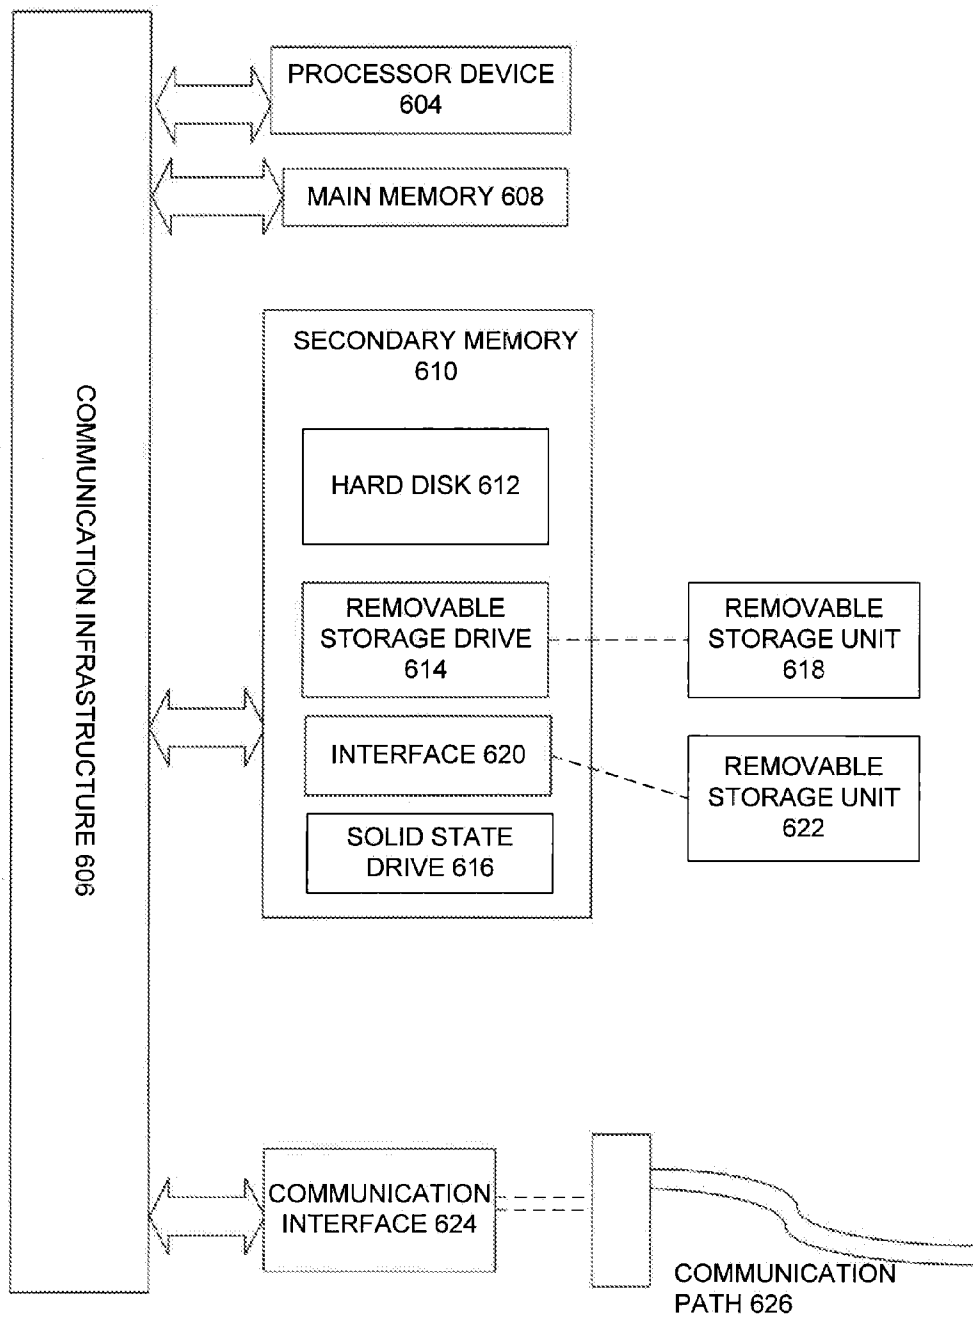 PROCESSOR DEVICE
604
MAIN MEMORY 608
COMMUNICATION INFRASTRUCTURE 606
SECONDARY MEMORY
610
HARD DISK 612
REMOVABLE
STORAGE DRIVE
614
REMOVABLE
STORAGE UNIT
618
INTERFACE 620
REMOVABLE
STORAGE UNIT
622
SOLID STATE
DRIVE 616
COMMUNICATION
INTERFACE 624
COMMUNICATION
PATH 626